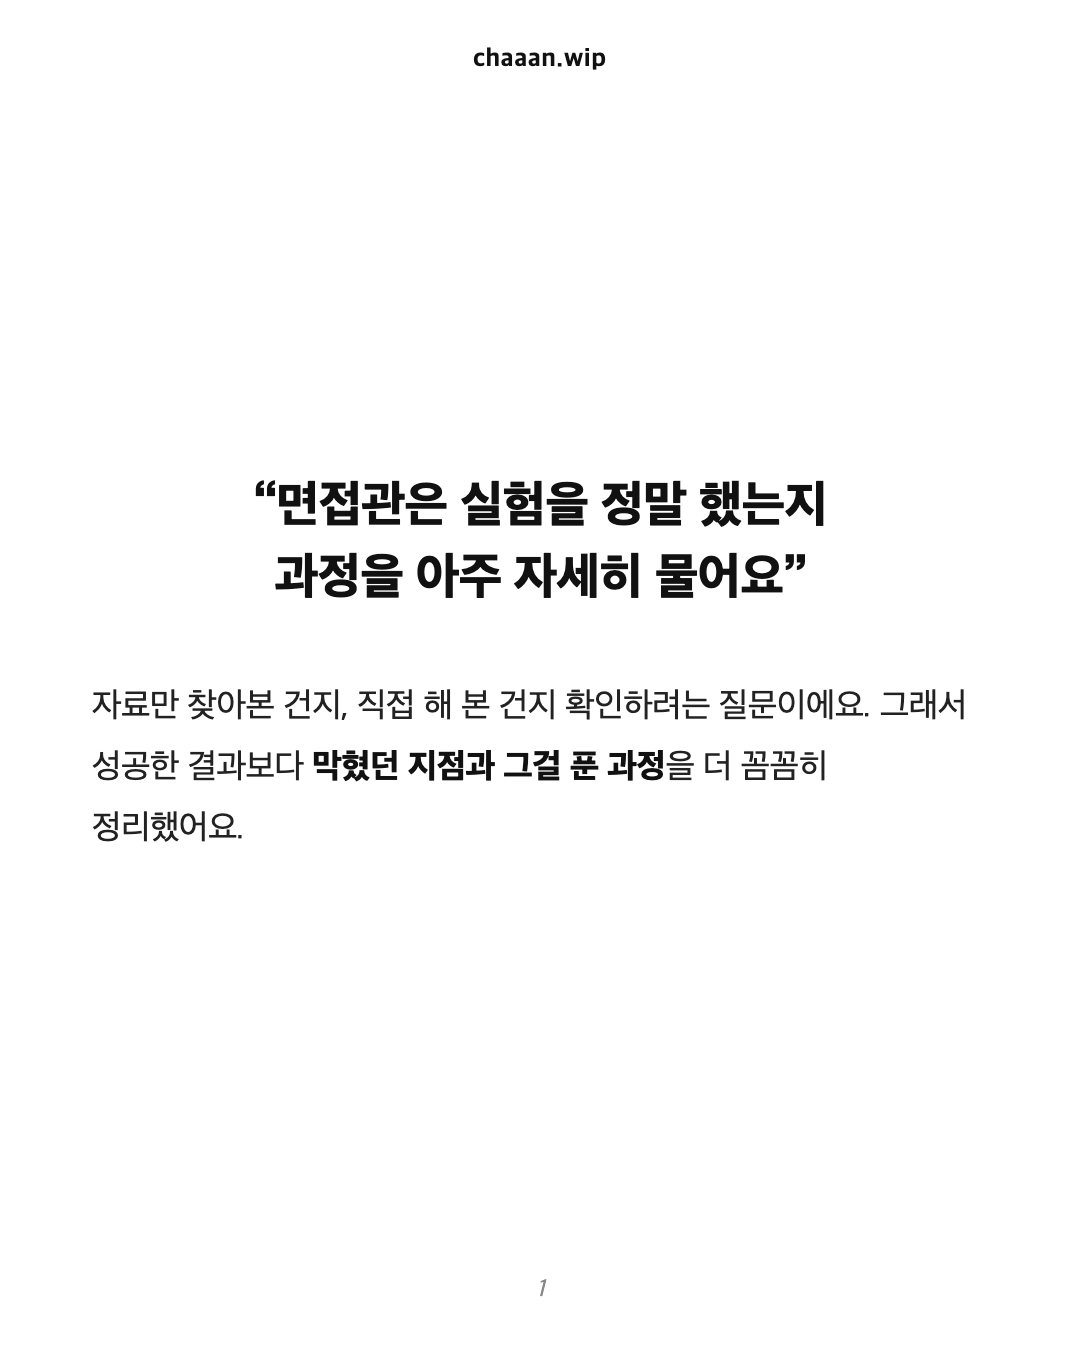 chaaan.wip
“면접관은 실험을 정말 했는지
과정을 아주 자세히 물어요”
자료만 찾아본 건지, 직접 해 본 건지 확인하려는 질문이에요. 그래서
성공한 결과보다 막혔던 지점과 그걸 푼 과정을 더 꼼꼼히
정리했어요.
1